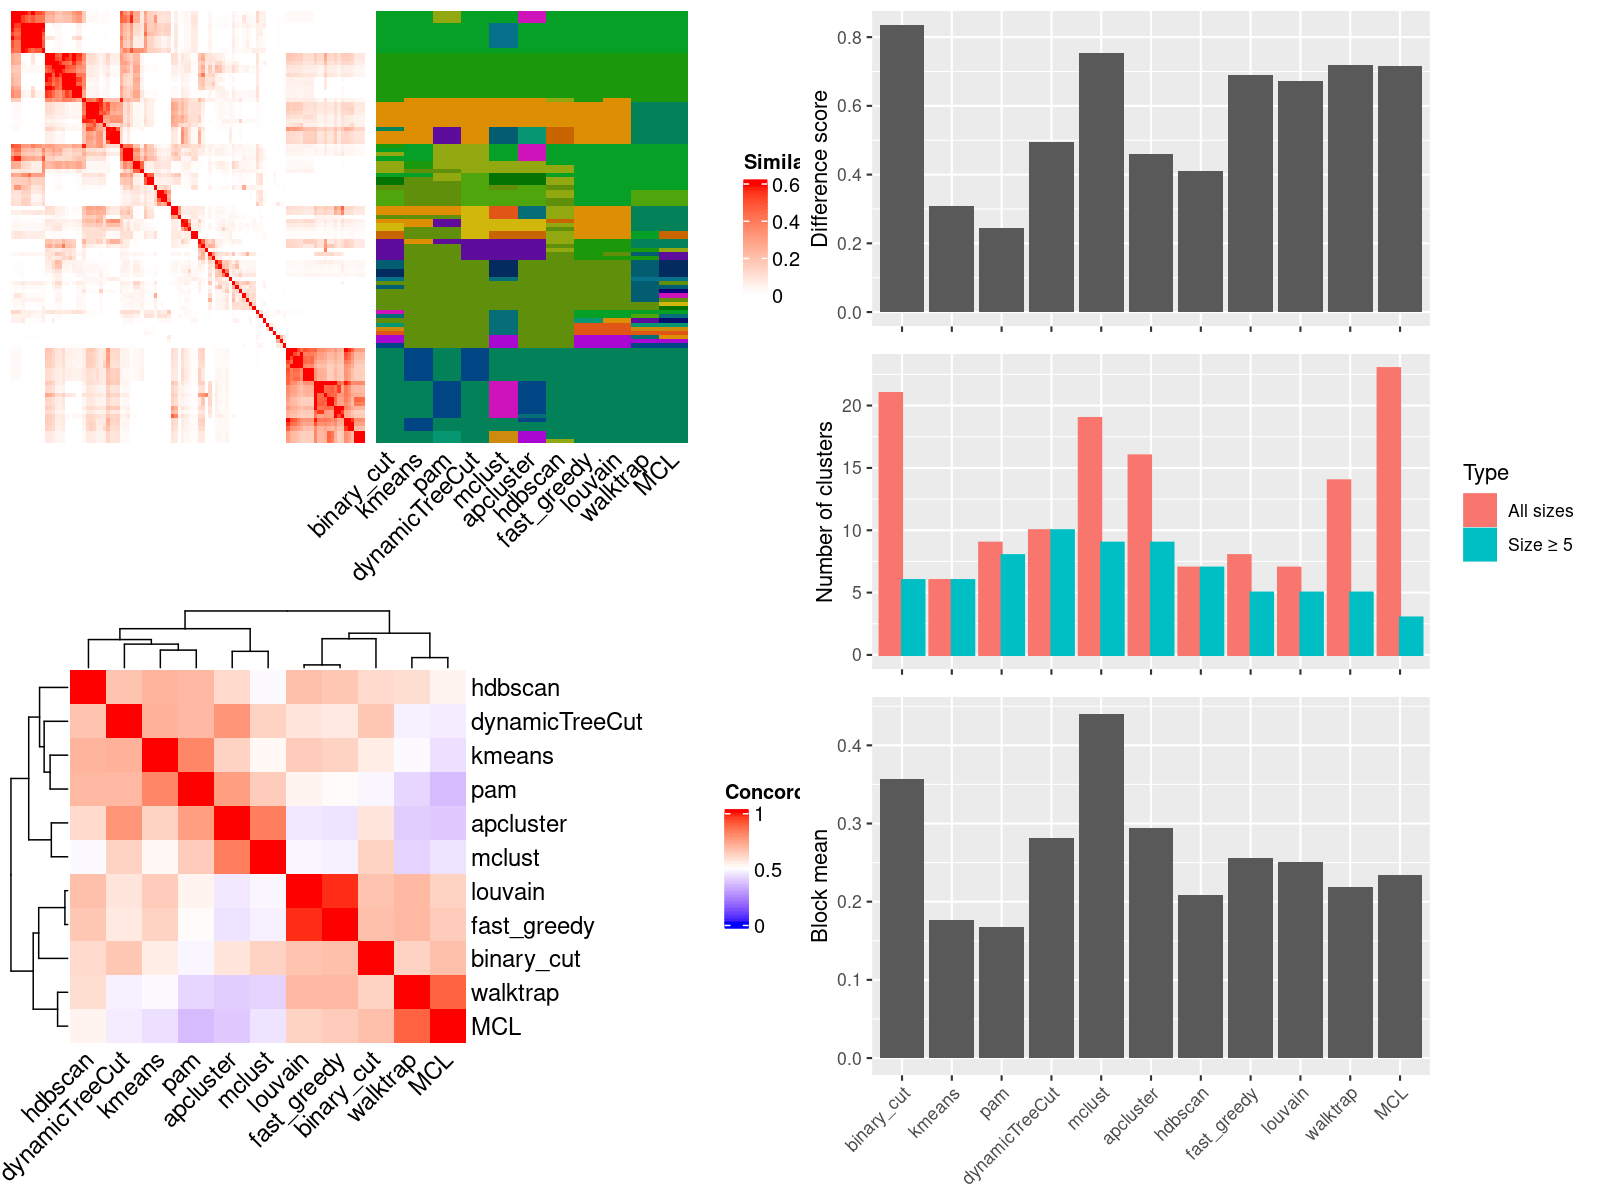 Simila
0.6
0.4
0.2
0
binary_cut
kmeans
pam
dynamicTreeCut
mclust
apcluster
hdbscan
fast_greedy
louvain
walktrap
MCL
hdbscan
dynamicTreeCut
kmeans
pam
apcluster
mclust
louvain
fast_greedy
binary_cut
walktrap
MCL
hdbscan
dynamicTreeCut
kmeans
pam
apcluster
mclust
louvain
fast_greedy
binary_cut
walktrap
MCL
Concord
1
0.5
0
Difference score
0.8
0.6
0.4
0.2
0.0
Number of clusters
20
15
10
5
0
Type
All sizes
Size ≥ 5
Block mean
0.4
0.3
0.2
0.1
0.0
binary_cut
kmeans
pam
dynamicTreeCut
mclust
apcluster
hdbscan
fast_greedy
louvain
walktrap
MCL